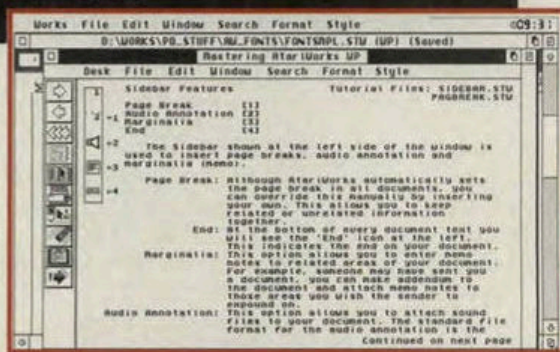 Works File Edit Window Search Format Style 09:3
D:\WORKS\PO_STUFF\AW_FONTS\FONTSMPL.STW (WP) (Saved)
Mastering AtariWorks WP
Desk File Edit Window Search Format Style
Sidebar Features Tutorial Files: SIDEBAR.STW
PAGBREAK.STW
Page Break [1]
Audio Annotation [2]
Marginalia [3]
End [4]
←1
←2
←3
←4
The Sidebar shown at the left side of the window is
used to insert page breaks, audio annotation and
marginalia (memo).
Page Break: Although AtariWorks automatically sets
the page break in all documents, you
can override this manually by inserting
your own. This allows you to keep
related or unrelated information
together.
End: At the bottom of every document text you
will see the 'End' icon at the left.
This indicates the end on your document.
Marginalia: This option allows you to enter memo
notes to related areas of your document.
For example, someone may have sent you
a document, you can make addendum to
the document and attach memo notes to
those areas you wish the sender to
expound on.
Audio Annotation: This option allows you to attach sound
files to your document. The standard file
format for the audio annotation is the
Continued on next page